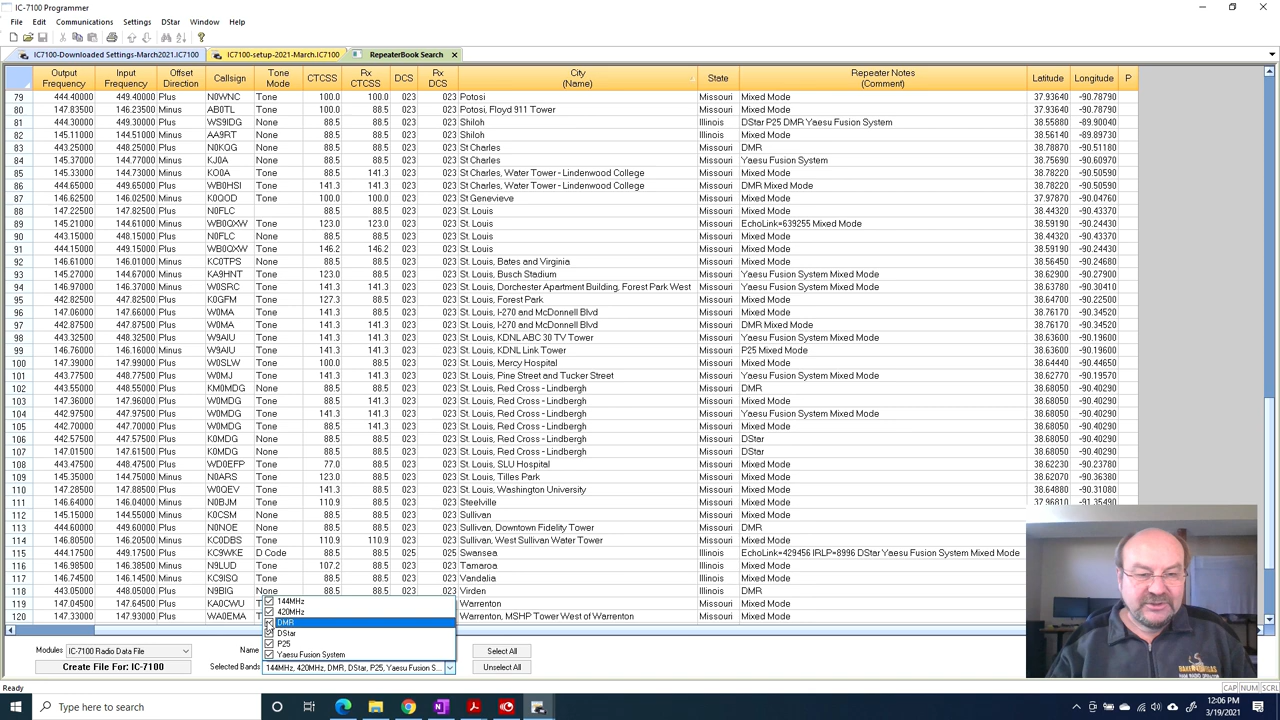 IC-7100 Programmer
File Edit Communications Settings DStar Window Help
IC7100-Downloaded Settings-March2021.IC7100 IC7100-setup-2021-March.IC7100 RepeaterBook Search
Output Frequency Input Frequency Offset Direction Callsign Tone Mode CTCSS Rx CTCSS DCS Rx DCS City (Name) State Repeater Notes (Comment) Latitude Longitude P
79 444.40000 449.40000 Plus N0WNC Tone 100.0 100.0 023 023 Potosi Missouri Mixed Mode 37.93640 -90.78790
80 147.83500 146.23500 Minus AB0TL Tone 100.0 88.5 023 023 Potosi, Floyd 911 Tower Missouri Mixed Mode 37.93640 -90.78790
81 444.30000 449.30000 Plus WS9IDG None 88.5 88.5 023 023 Shiloh Illinois DStar P25 DMR Yaesu Fusion System 38.55880 -89.90040
82 145.11000 144.51000 Minus AA9RT Tone 88.5 88.5 023 023 Shiloh Illinois Mixed Mode 38.56140 -89.89730
83 443.25000 448.25000 Plus N0KQG None 88.5 88.5 023 023 St Charles Missouri DMR 38.78790 -90.51180
84 145.37000 144.77000 Minus KJ0A None 88.5 88.5 023 023 St Charles Missouri Yaesu Fusion System 38.75690 -90.60970
85 145.33000 144.73000 Minus KO0A Tone 88.5 141.3 023 023 St Charles, Water Tower - Lindenwood College Missouri Mixed Mode 38.78220 -90.50590
86 444.65000 449.65000 Plus WB0HSI Tone 141.3 141.3 023 023 St Charles, Water Tower - Lindenwood College Missouri DMR Mixed Mode 38.78220 -90.50590
87 146.62500 146.02500 Minus K0QOD Tone 100.0 100.0 023 023 St Genevieve Missouri Mixed Mode 37.97870 -90.04760
88 147.22500 147.82500 Plus N0FLC 88.5 88.5 023 023 St. Louis Missouri Mixed Mode 38.44320 -90.43370
89 145.21000 144.61000 Minus WB0QXW Tone 123.0 123.0 023 023 St. Louis Missouri EchoLink=639255 Mixed Mode 38.59190 -90.24430
90 443.15000 448.15000 Plus N0FLC None 88.5 88.5 023 023 St. Louis Missouri Mixed Mode 38.44320 -90.43370
91 444.15000 449.15000 Plus WB0QXW Tone 146.2 146.2 023 023 St. Louis Missouri Mixed Mode 38.59190 -90.24430
92 146.61000 146.01000 Minus KC0TPS None 88.5 88.5 023 023 St. Louis, Bates and Virginia Missouri Mixed Mode 38.56450 -90.24680
93 145.27000 144.67000 Minus KA9HNT Tone 123.0 88.5 023 023 St. Louis, Busch Stadium Missouri Yaesu Fusion System Mixed Mode 38.62900 -90.27900
94 146.97000 146.37000 Minus W0SRC Tone 141.3 141.3 023 023 St. Louis, Dorchester Apartment Building, Forest Park West Missouri Yaesu Fusion System Mixed Mode 38.63780 -90.30410
95 442.82500 447.82500 Plus K0GFM Tone 127.3 88.5 023 023 St. Louis, Forest Park Missouri Mixed Mode 38.64700 -90.22500
96 147.06000 147.66000 Plus W0MA Tone 141.3 88.5 023 023 St. Louis, I-270 and McDonnell Blvd Missouri Mixed Mode 38.76170 -90.34520
97 442.87500 447.87500 Plus W0MA Tone 141.3 141.3 023 023 St. Louis, I-270 and McDonnell Blvd Missouri DMR Mixed Mode 38.76170 -90.34520
98 443.32500 448.32500 Plus W9AIU Tone 141.3 141.3 023 023 St. Louis, KDNL ABC 30 TV Tower Missouri Yaesu Fusion System Mixed Mode 38.63060 -90.19600
99 146.76000 146.16000 Minus W9AIU Tone 141.3 141.3 023 023 St. Louis, KDNL Link Tower Missouri P25 Mixed Mode 38.63060 -90.19600
100 147.39000 147.99000 Plus W0SLW Tone 100.0 88.5 023 023 St. Louis, Mercy Hospital Missouri Mixed Mode 38.64440 -90.44650
101 443.77500 448.77500 Plus W0MJ Tone 141.3 88.5 023 023 St. Louis, Pine Street and Tucker Street Missouri Yaesu Fusion System Mixed Mode 38.62770 -90.19570
102 443.55000 448.55000 Plus KM0MDG None 88.5 88.5 023 023 St. Louis, Red Cross - Lindbergh Missouri DMR 38.68050 -90.40290
103 147.36000 147.96000 Plus W0MDG Tone 141.3 88.5 023 023 St. Louis, Red Cross - Lindbergh Missouri Mixed Mode 38.68050 -90.40290
104 442.97500 447.97500 Plus W0MDG Tone 141.3 88.5 023 023 St. Louis, Red Cross - Lindbergh Missouri Yaesu Fusion System Mixed Mode 38.68050 -90.40290
105 442.70000 447.70000 Plus W0MDG Tone 141.3 88.5 023 023 St. Louis, Red Cross - Lindbergh Missouri Mixed Mode 38.68050 -90.40290
106 442.57500 447.57500 Plus K0MDG None 88.5 88.5 023 023 St. Louis, Red Cross - Lindbergh Missouri DStar 38.68050 -90.40290
107 147.01500 147.61500 Plus K0MDG None 88.5 88.5 023 023 St. Louis, Red Cross - Lindbergh Missouri DStar 38.68050 -90.40290
108 443.47500 448.47500 Plus WD0EFP Tone 77.0 88.5 023 023 St. Louis, SLU Hospital Missouri Mixed Mode 38.62230 -90.23780
109 145.35000 144.75000 Minus N0ARS Tone 123.0 88.5 023 023 St. Louis, Tilles Park Missouri Mixed Mode 38.62310 -90.36380
110 147.28500 147.88500 Plus W0QEV Tone 141.3 88.5 023 023 St. Louis, Washington University Missouri Mixed Mode 38.64880 -90.31080
111 146.64000 146.04000 Minus N0BJM Tone 110.9 88.5 023 023 Steelville Missouri Mixed Mode 37.96810 -91.35490
112 145.15000 144.55000 Minus K0CSM None 88.5 88.5 023 023 Sullivan Missouri Mixed Mode
113 444.60000 449.60000 Plus N0NOE None 88.5 88.5 023 023 Sullivan, Downtown Fidelity Tower Missouri DMR
114 146.80500 146.20500 Minus KC0DBS Tone 110.9 88.5 023 023 Sullivan, West Sullivan Water Tower Missouri Mixed Mode
115 444.17500 449.17500 Plus KC9WKE D Code 88.5 88.5 025 025 Swansea Illinois EchoLink=429456 IRLP=8996 DStar Yaesu Fusion System Mixed Mode
116 146.98500 146.38500 Minus N9LUD Tone 107.2 88.5 023 023 Tamaroa Illinois Mixed Mode
117 146.74500 146.14500 Minus KC9ISQ Tone 88.5 88.5 023 023 Vandalia Illinois Mixed Mode
118 443.05000 448.05000 Plus N9BIG None 88.5 88.5 023 023 Virden Illinois DMR
119 147.04500 147.64500 Plus KA0CWU Warrenton Missouri Mixed Mode
120 147.33000 147.93000 Plus WA0EMA Warrenton, MSHP Tower West of Warrenton Missouri Mixed Mode
144MHz
420MHz
DMR
DStar
P25
Yaesu Fusion System
Modules IC-7100 Radio Data File Name Select All
Create File For: IC-7100 Selected Bands 144MHz, 420MHz, DMR, DStar, P25, Yaesu Fusion S... Unselect All
Ready CAP NUM SCRL
Type here to search 12:06 PM
3/19/2021